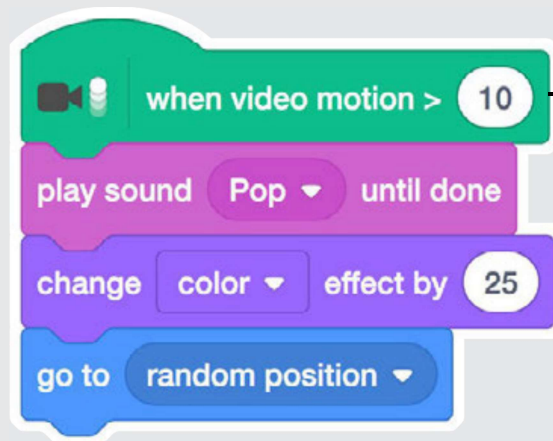 when video motion > 10
play sound Pop until done
change color effect by 25
go to random position